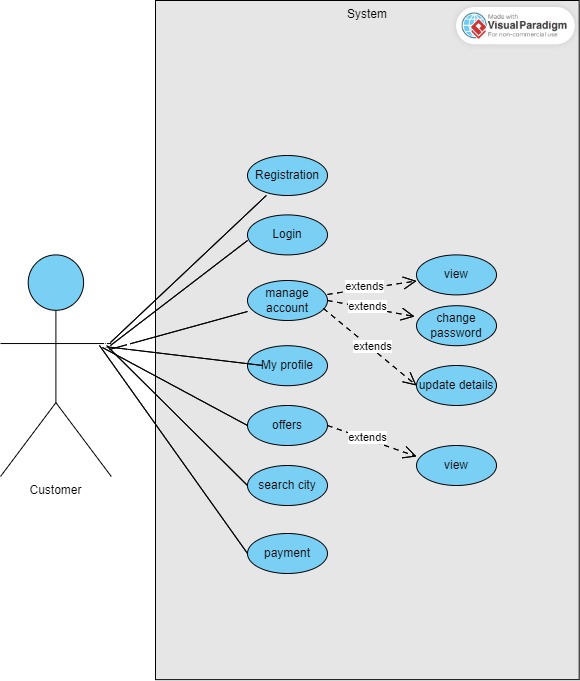 System
Made with
Visual Paradigm
For non-commercial use
Registration
Login
manage
account
extends
view
extends
change
password
extends
My profile
update details
offers
extends
view
search city
payment
Customer